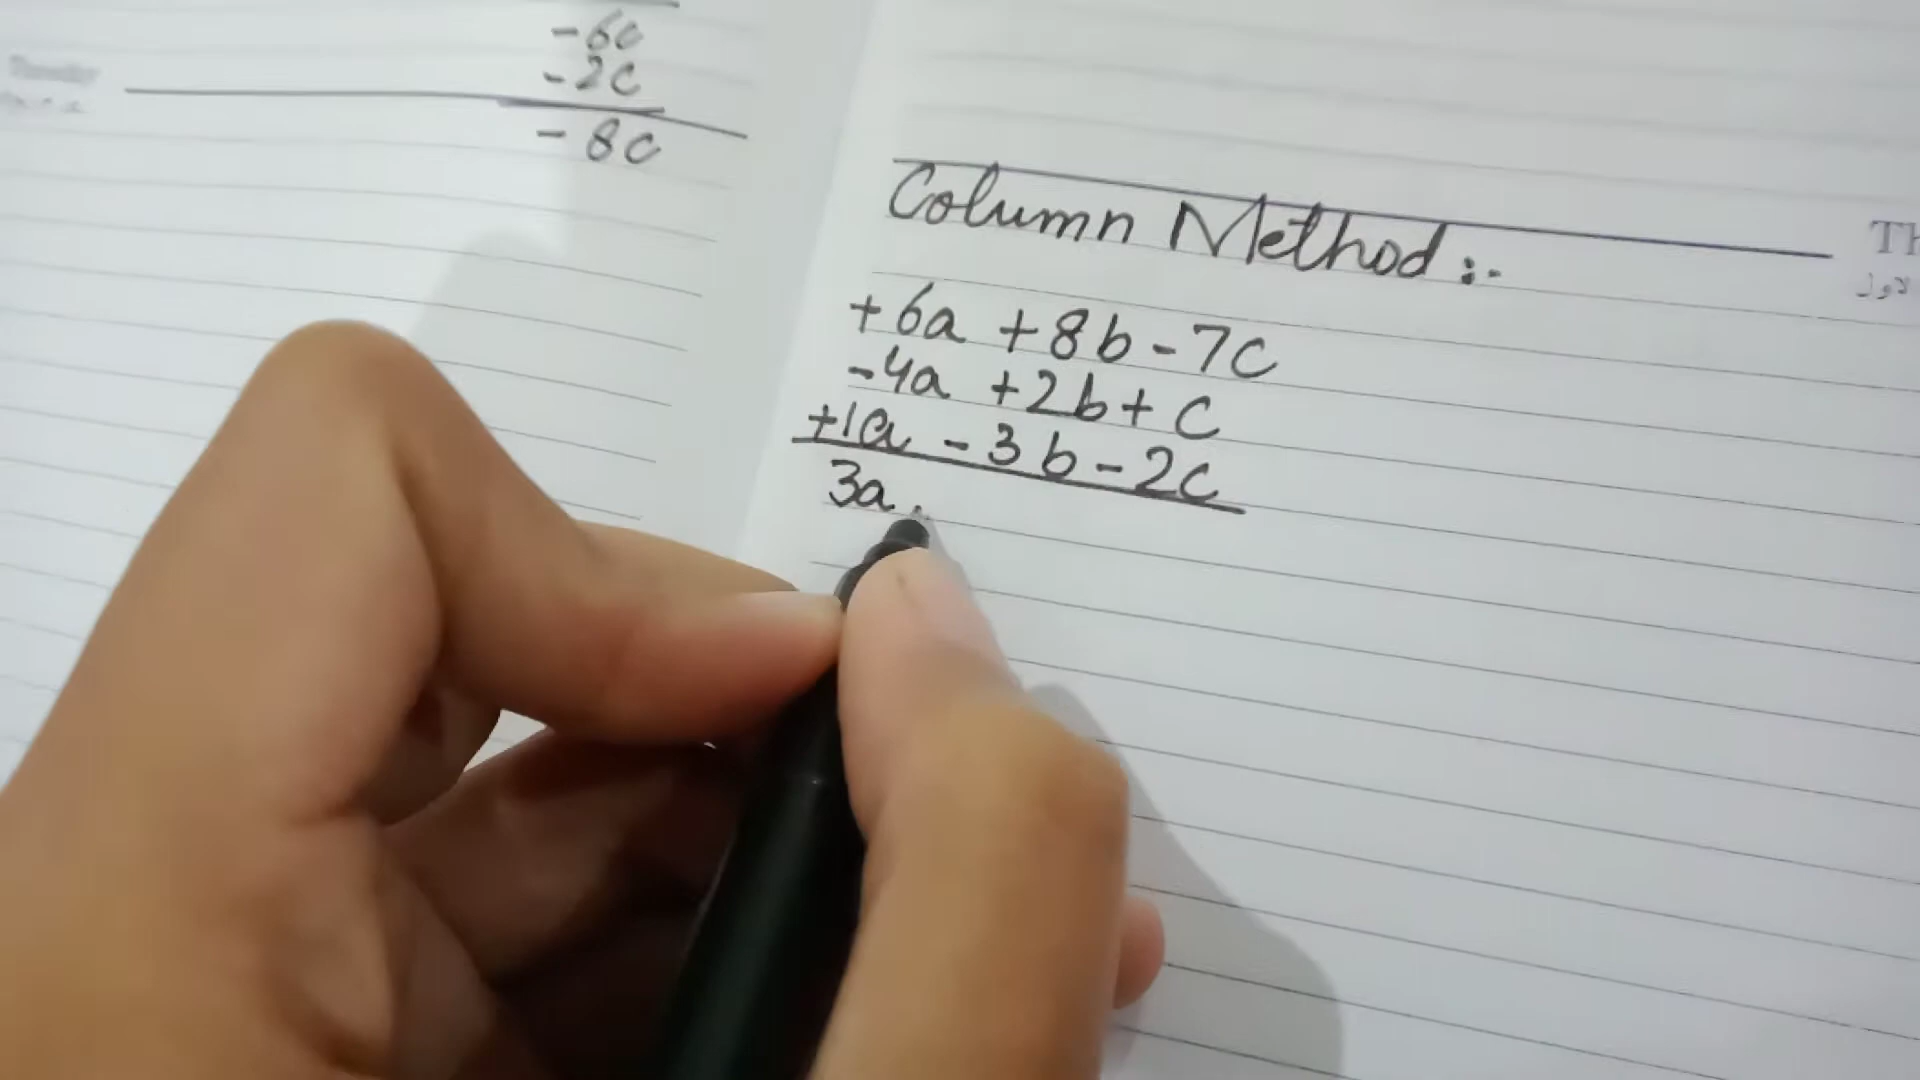 -6c
-2c
-8c
Column Method :-
+6a +8b-7c
-4a +2b+c
+1a -3b-2c
3a